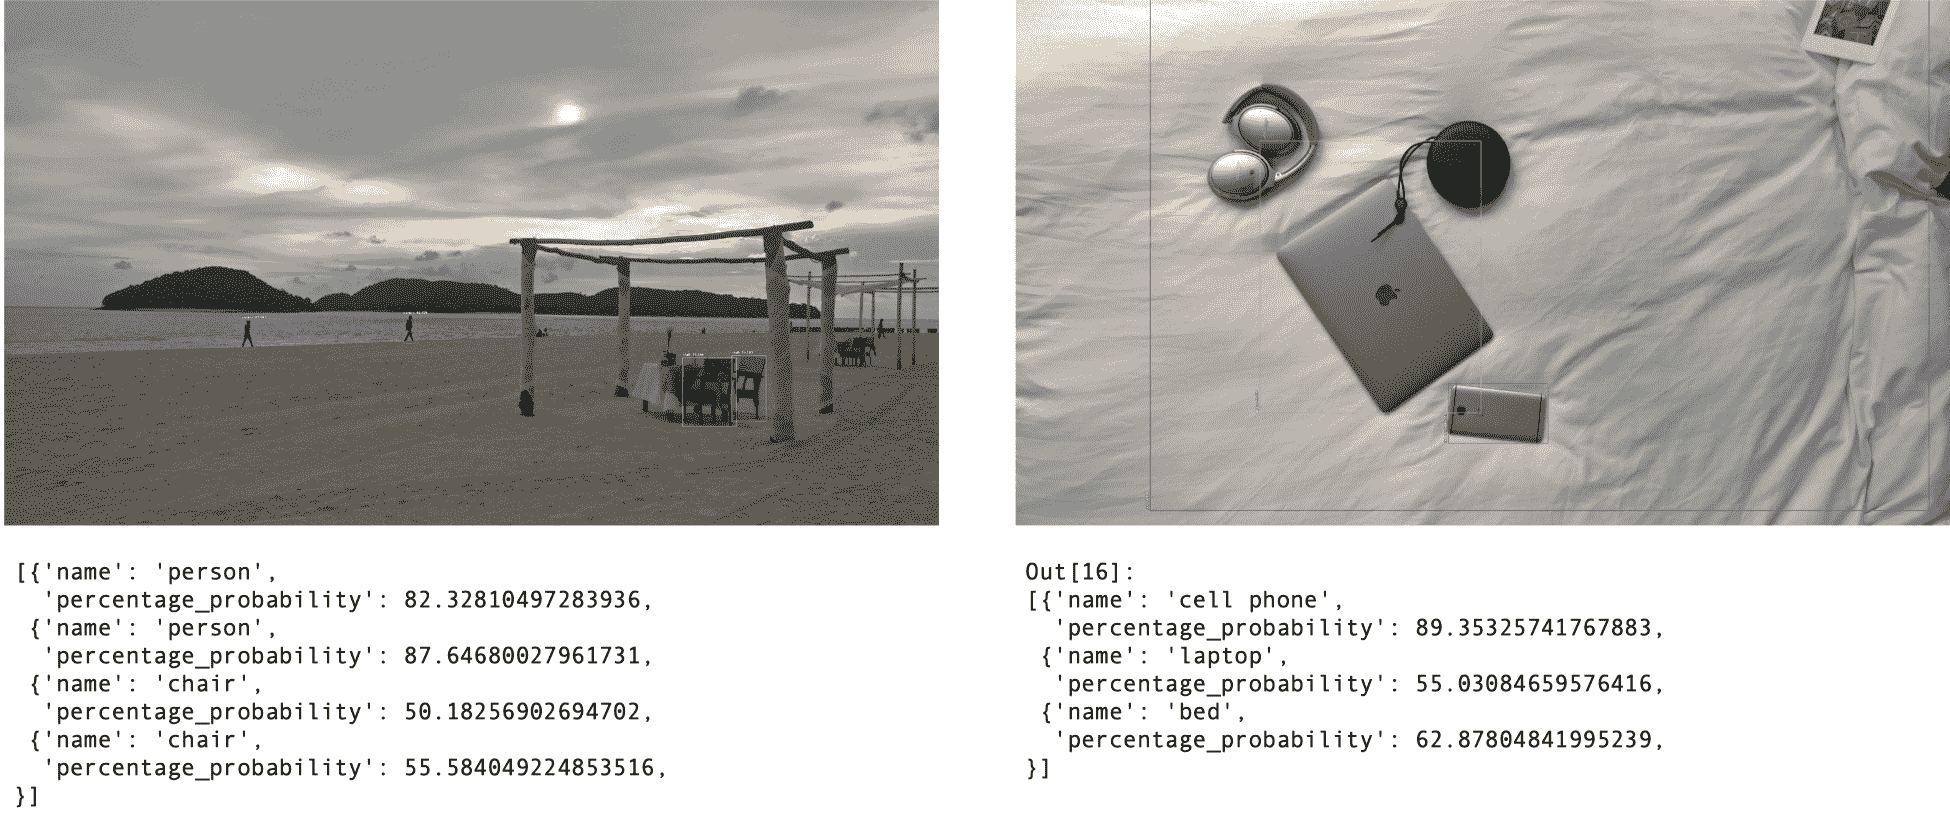 [{'name': 'person',
'percentage_probability': 82.32810497283936,
{'name': 'person',
'percentage_probability': 87.64680027961731,
{'name': 'chair',
'percentage_probability': 50.18256902694702,
{'name': 'chair',
'percentage_probability': 55.584049224853516,
}]
Out[16]:
[{'name': 'cell phone',
'percentage_probability': 89.35325741767883,
{'name': 'laptop',
'percentage_probability': 55.03084659576416,
{'name': 'bed',
'percentage_probability': 62.87804841995239,
}]